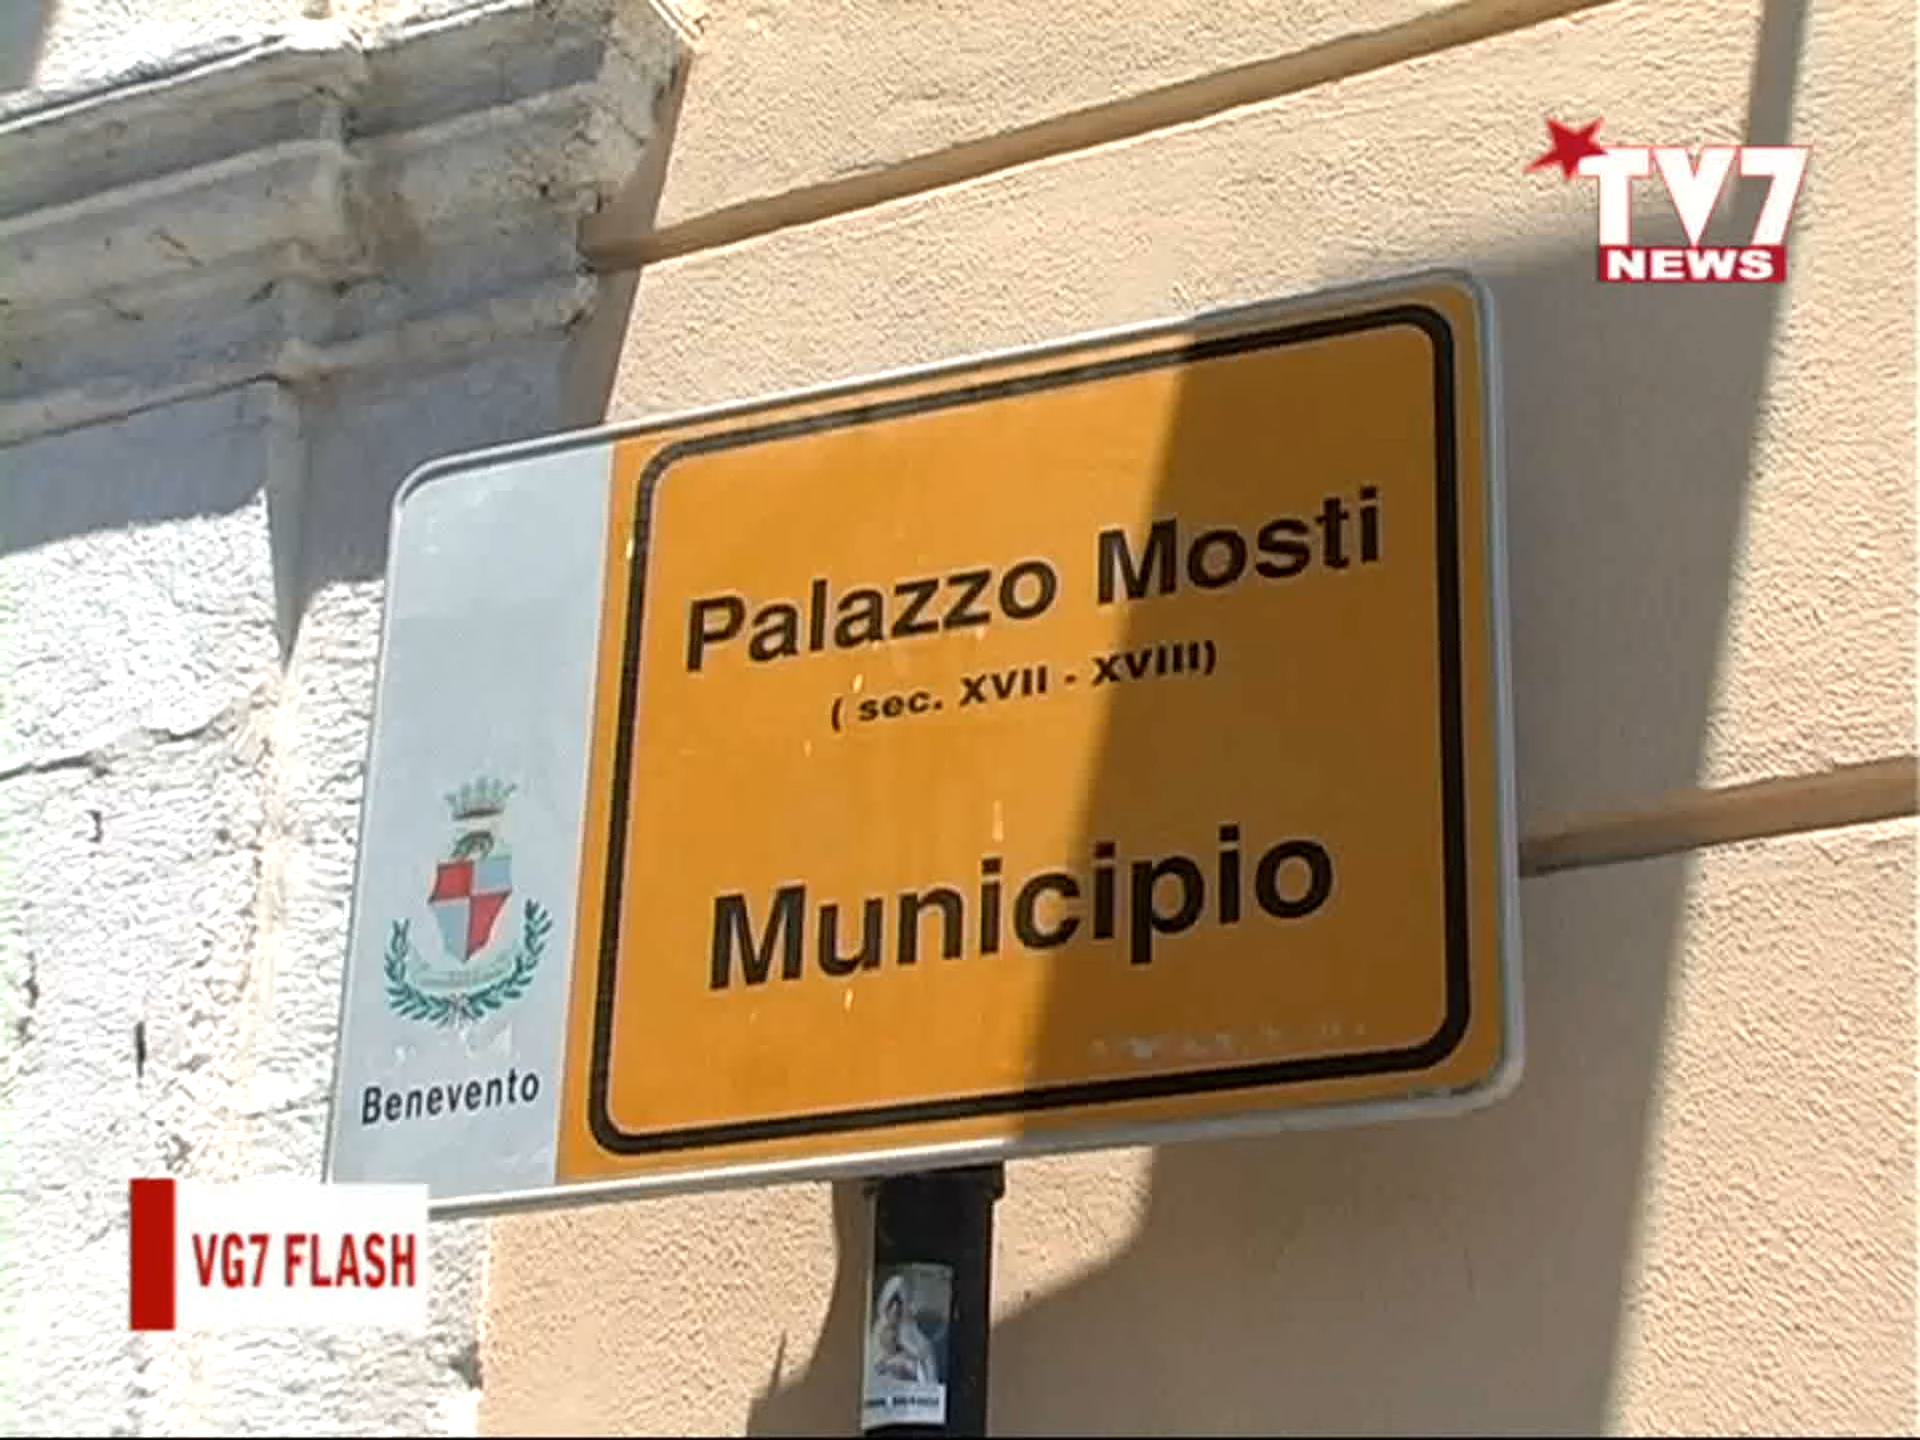 TV7
NEWS
Palazzo Mosti
( sec. XVII - XVIII)
Municipio
Benevento
VG7 FLASH